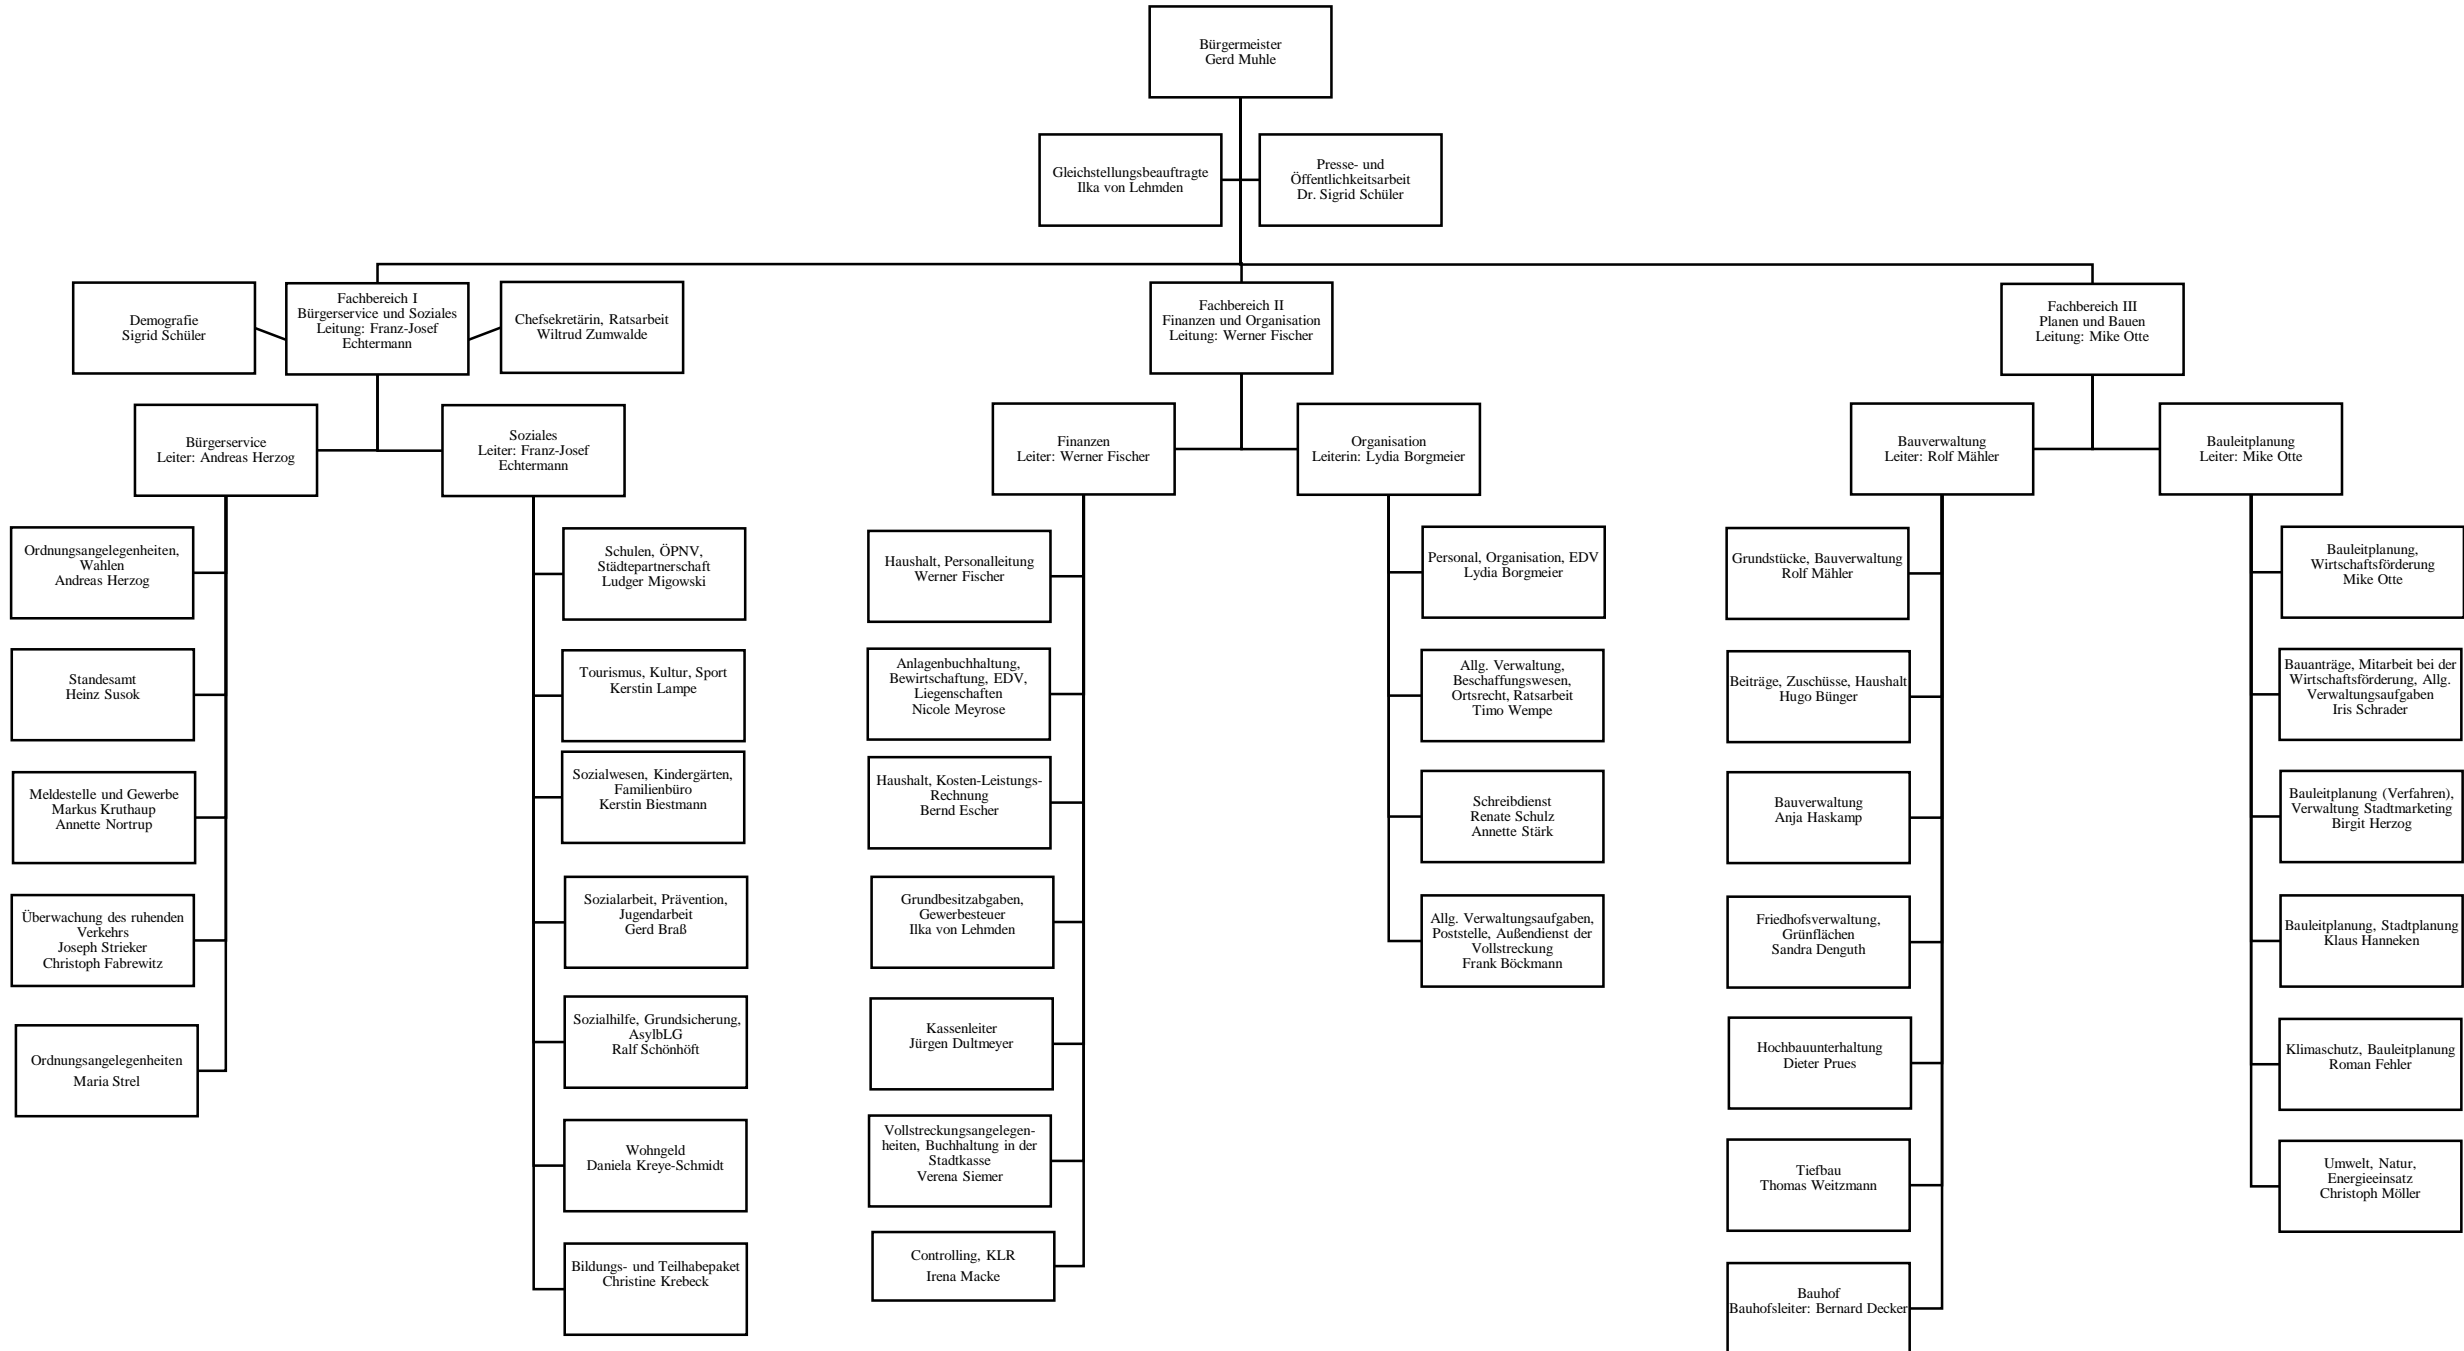 Bürgermeister
Gerd Muhle
Gleichstellungsbeauftragte
Ilka von Lehmden
Presse- und
Öffentlichkeitsarbeit
Dr. Sigrid Schüler
Demografie
Sigrid Schüler
Fachbereich I
Bürgerservice und Soziales
Leitung: Franz-Josef
Echtermann
Chefsekretärin, Ratsarbeit
Wiltrud Zumwalde
Fachbereich II
Finanzen und Organisation
Leitung: Werner Fischer
Fachbereich III
Planen und Bauen
Leitung: Mike Otte
Bürgerservice
Leiter: Andreas Herzog
Soziales
Leiter: Franz-Josef
Echtermann
Finanzen
Leiter: Werner Fischer
Organisation
Leiterin: Lydia Borgmeier
Bauverwaltung
Leiter: Rolf Mähler
Bauleitplanung
Leiter: Mike Otte
Ordnungsangelegenheiten,
Wahlen
Andreas Herzog
Standesamt
Heinz Susok
Meldestelle und Gewerbe
Markus Kruthaup
Annette Nortrup
Überwachung des ruhenden
Verkehrs
Joseph Strieker
Christoph Fabrewitz
Ordnungsangelegenheiten
Maria Strel
Schulen, ÖPNV,
Städtepartnerschaft
Ludger Migowski
Tourismus, Kultur, Sport
Kerstin Lampe
Sozialwesen, Kindergärten,
Familienbüro
Kerstin Biestmann
Sozialarbeit, Prävention,
Jugendarbeit
Gerd Braß
Sozialhilfe, Grundsicherung,
AsylbLG
Ralf Schönhöft
Wohngeld
Daniela Kreye-Schmidt
Bildungs- und Teilhabepaket
Christine Krebeck
Haushalt, Personalleitung
Werner Fischer
Anlagenbuchhaltung,
Bewirtschaftung, EDV,
Liegenschaften
Nicole Meyrose
Haushalt, Kosten-Leistungs-
Rechnung
Bernd Escher
Grundbesitzabgaben,
Gewerbesteuer
Ilka von Lehmden
Kassenleiter
Jürgen Dultmeyer
Vollstreckungsangelegen-
heiten, Buchhaltung in der
Stadtkasse
Verena Siemer
Controlling, KLR
Irena Macke
Personal, Organisation, EDV
Lydia Borgmeier
Allg. Verwaltung,
Beschaffungswesen,
Ortsrecht, Ratsarbeit
Timo Wempe
Schreibdienst
Renate Schulz
Annette Stärk
Allg. Verwaltungsaufgaben,
Poststelle, Außendienst der
Vollstreckung
Frank Böckmann
Grundstücke, Bauverwaltung
Rolf Mähler
Beiträge, Zuschüsse, Haushalt
Hugo Bünger
Bauverwaltung
Anja Haskamp
Friedhofsverwaltung,
Grünflächen
Sandra Denguth
Hochbauunterhaltung
Dieter Prues
Tiefbau
Thomas Weitzmann
Bauhof
Bauhofsleiter: Bernard Decker
Bauleitplanung,
Wirtschaftsförderung
Mike Otte
Bauanträge, Mitarbeit bei der
Wirtschaftsförderung, Allg.
Verwaltungsaufgaben
Iris Schrader
Bauleitplanung (Verfahren),
Verwaltung Stadtmarketing
Birgit Herzog
Bauleitplanung, Stadtplanung
Klaus Hanneken
Klimaschutz, Bauleitplanung
Roman Fehler
Umwelt, Natur,
Energieeinsatz
Christoph Möller